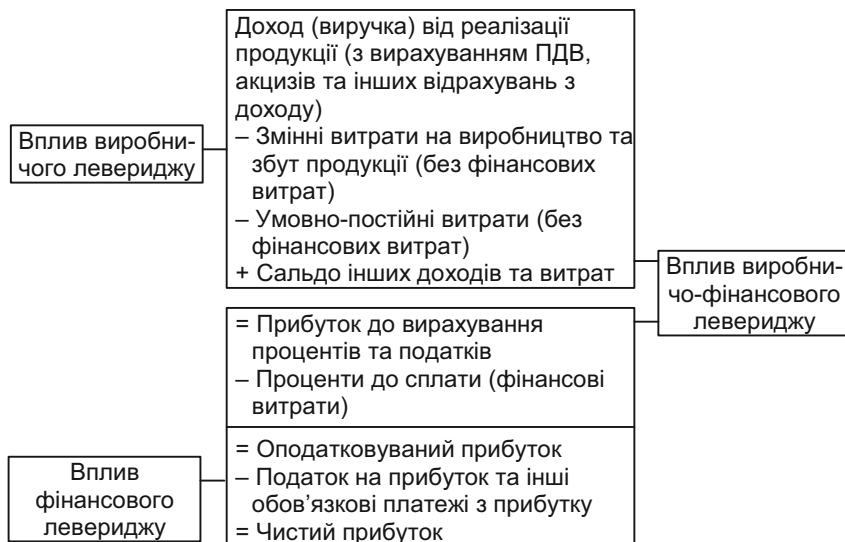 Доход (виручка) від реалізації
продукції (з вирахуванням ПДВ,
акцизів та інших відрахувань з
доходу)
– Змінні витрати на виробництво та
збут продукції (без фінансових
витрат)
– Умовно-постійні витрати (без
фінансових витрат)
+ Сальдо інших доходів та витрат
Вплив виробни-
чого левериджу
Вплив виробни-
чо-фінансового
левериджу
= Прибуток до вирахування
процентів та податків
– Проценти до сплати (фінансові
витрати)
= Оподатковуваний прибуток
– Податок на прибуток та інші
обов’язкові платежі з прибутку
= Чистий прибуток
Вплив
фінансового
левериджу